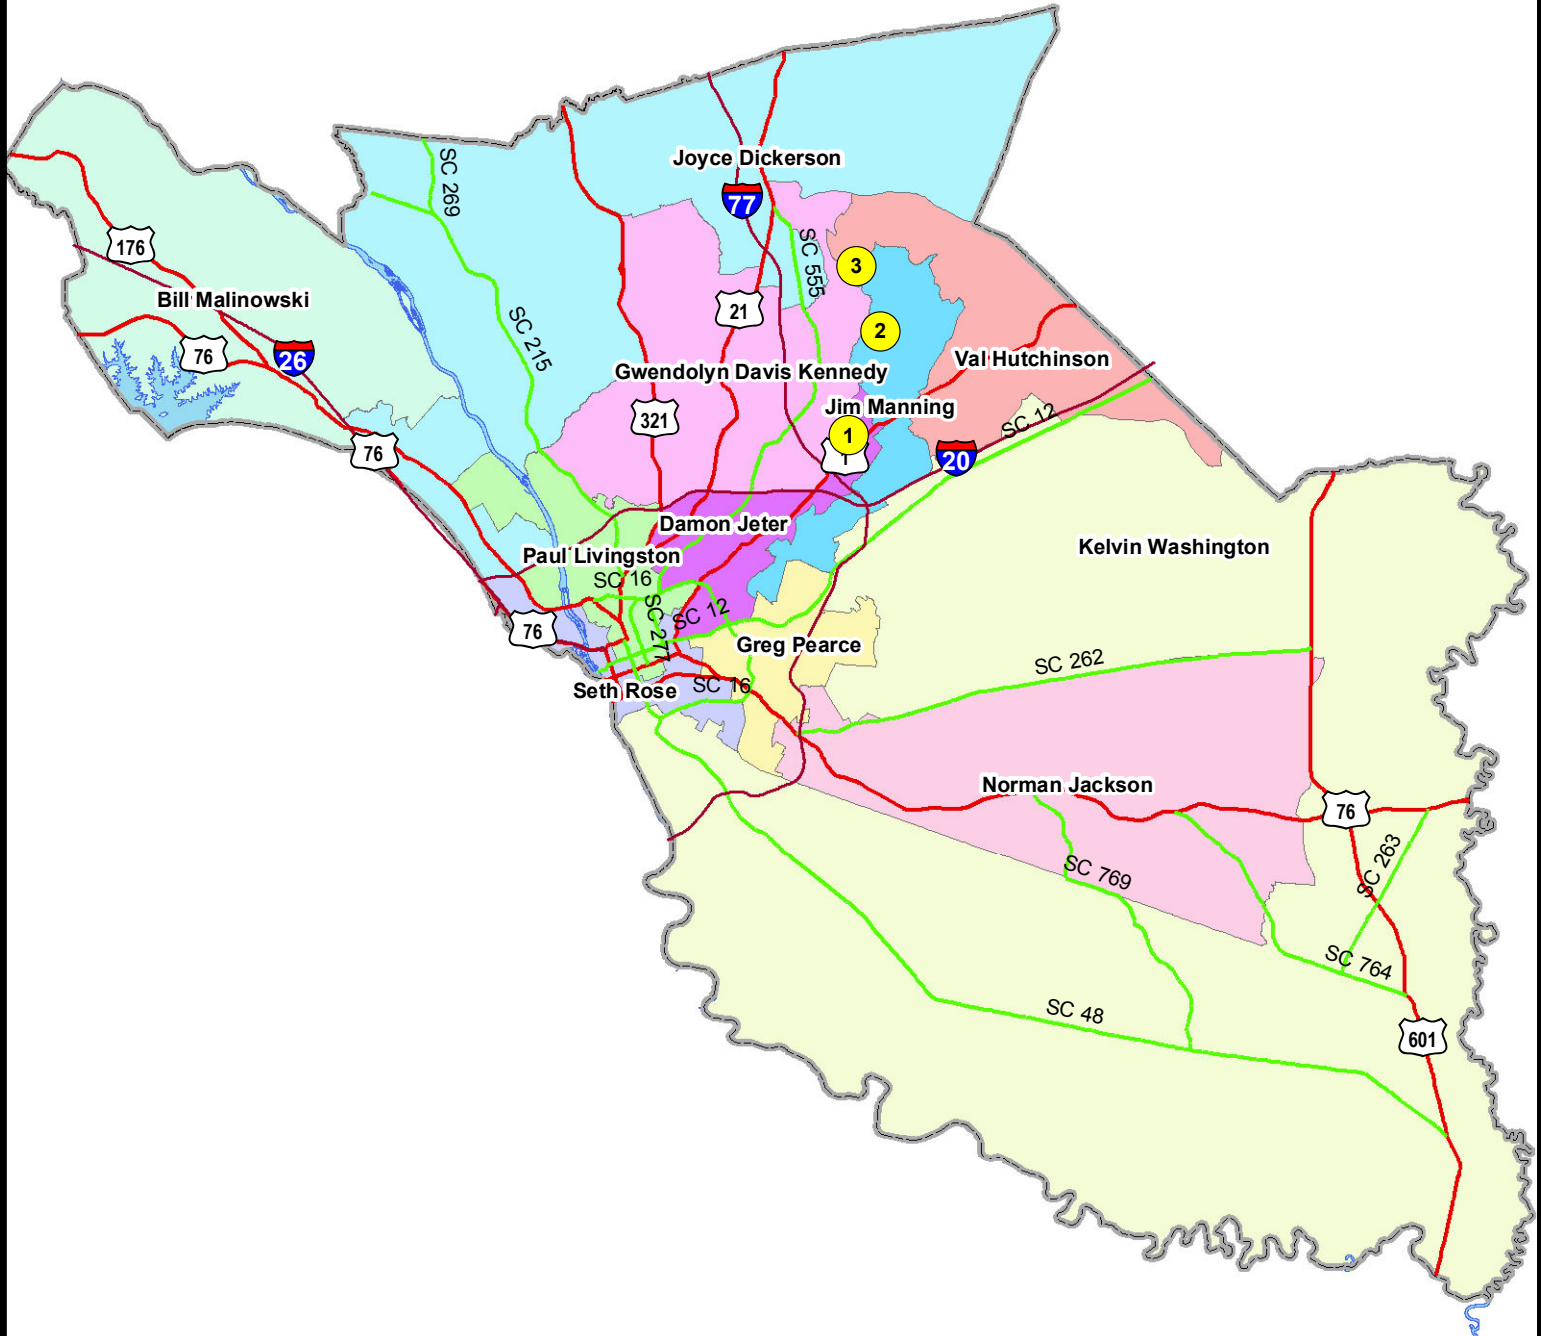 Joyce Dickerson
SC 269
77
176
SC 555
3
Bill Malinowski
21
2
SC 215
76
26
Val Hutchinson
Gwendolyn Davis Kennedy
Jim Manning
321
SC 12
1
1
76
20
Damon Jeter
Kelvin Washington
Paul Livingston
SC 16
SC 277
SC 12
76
Greg Pearce
SC 262
Seth Rose
SC 16
Norman Jackson
76
SC 263
SC 769
SC 764
SC 48
601